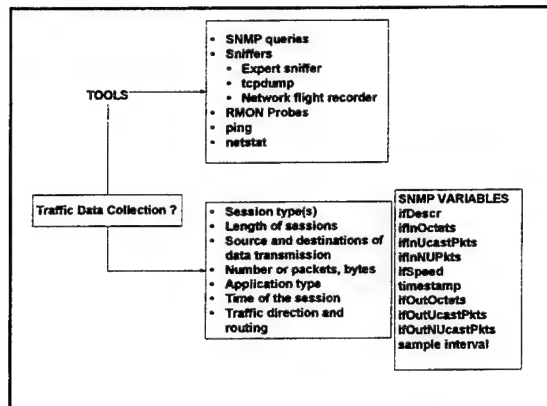 TOOLS
• SNMP queries
• Sniffers
• Expert sniffer
• tcpdump
• Network flight recorder
• RMON Probes
• ping
• netstat
Traffic Data Collection ?
• Session type(s)
• Length of sessions
• Source and destinations of
data transmission
• Number or packets, bytes
• Application type
• Time of the session
• Traffic direction and
routing
SNMP VARIABLES
ifDescr
ifInOctets
ifInUcastPkts
ifInNUPkts
ifSpeed
timestamp
ifOutOctets
ifOutUcastPkts
ifOutNUcastPkts
sample interval